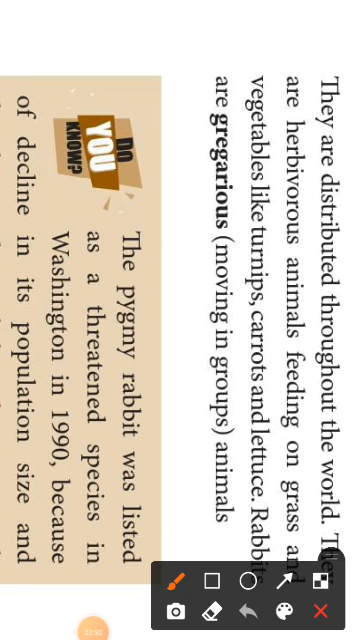 They are distributed throughout the world. They
are herbivorous animals feeding on grass and
vegetables like turnips, carrots and lettuce. Rabbits
are gregarious (moving in groups) animals
DO
YOU
KNOW?
The pygmy rabbit was listed
as a threatened species in
Washington in 1990, because
of decline in its population size and